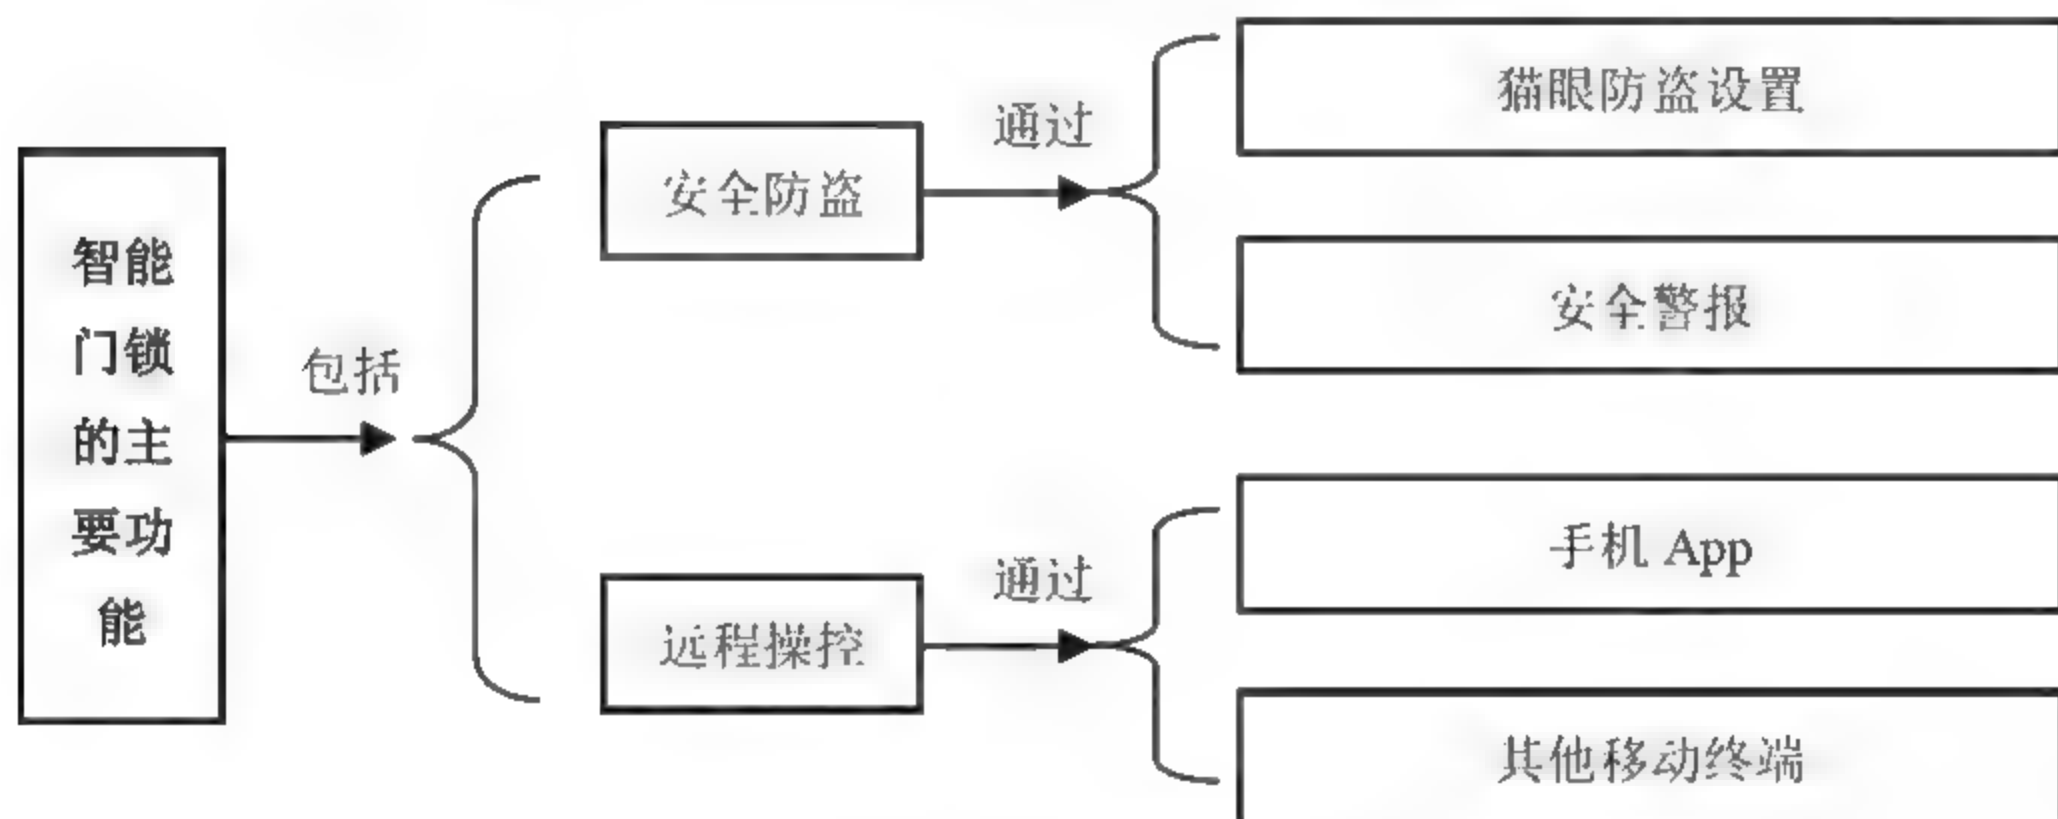 智能
门锁
的主
要功
能
包括
安全防盗
通过
猫眼防盗设置
安全警报
远程操控
通过
手机 App
其他移动终端